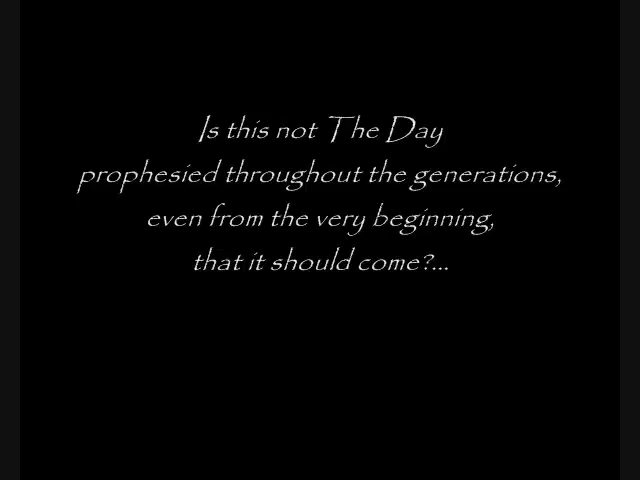 Is this not The Day
prophesied throughout the generations,
even from the very beginning,
that it should come?...